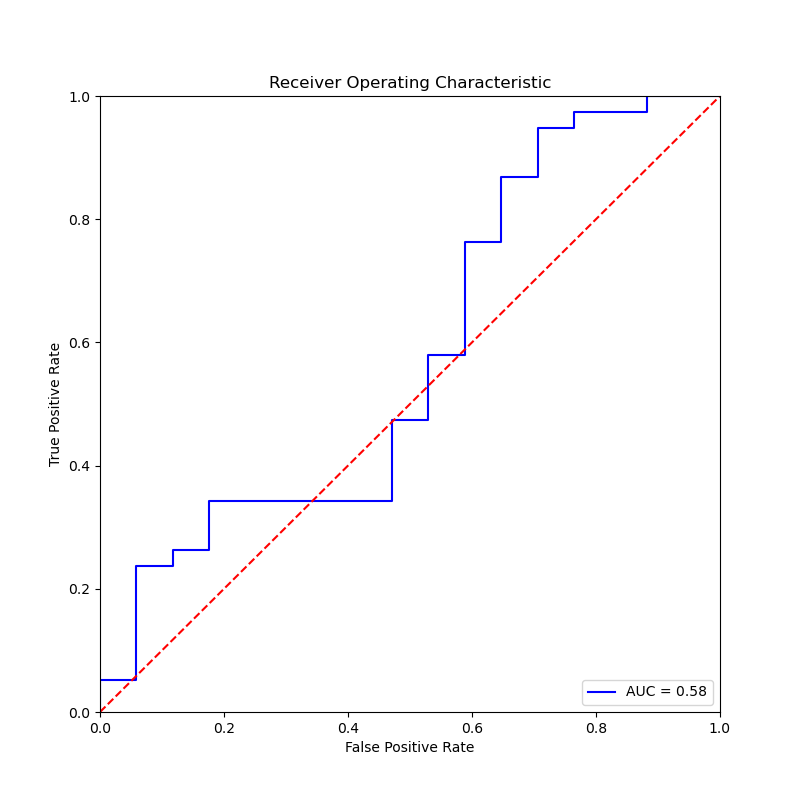 Receiver Operating Characteristic
True Positive Rate
1.0
0.8
0.6
0.4
0.2
0.0
AUC = 0.58
0.0 0.2 0.4 0.6 0.8 1.0
False Positive Rate